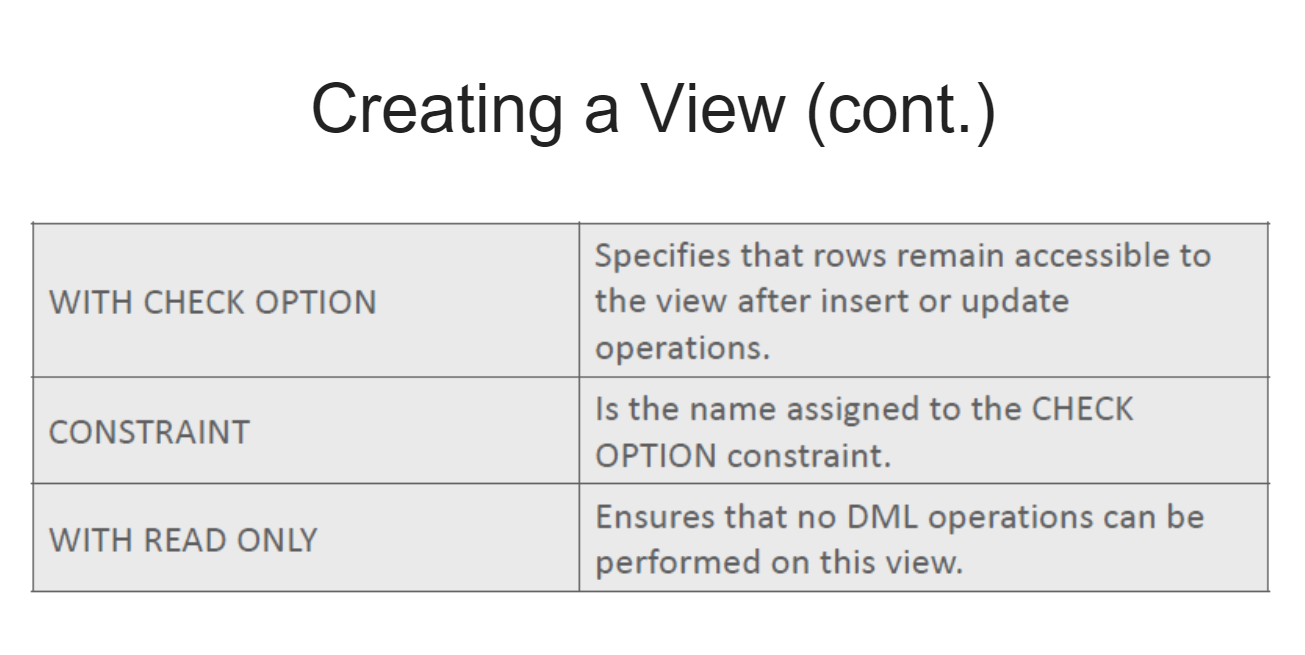 Creating a View (cont.)
WITH CHECK OPTION
Specifies that rows remain accessible to
the view after insert or update
operations.
CONSTRAINT
Is the name assigned to the CHECK
OPTION constraint.
WITH READ ONLY
Ensures that no DML operations can be
performed on this view.